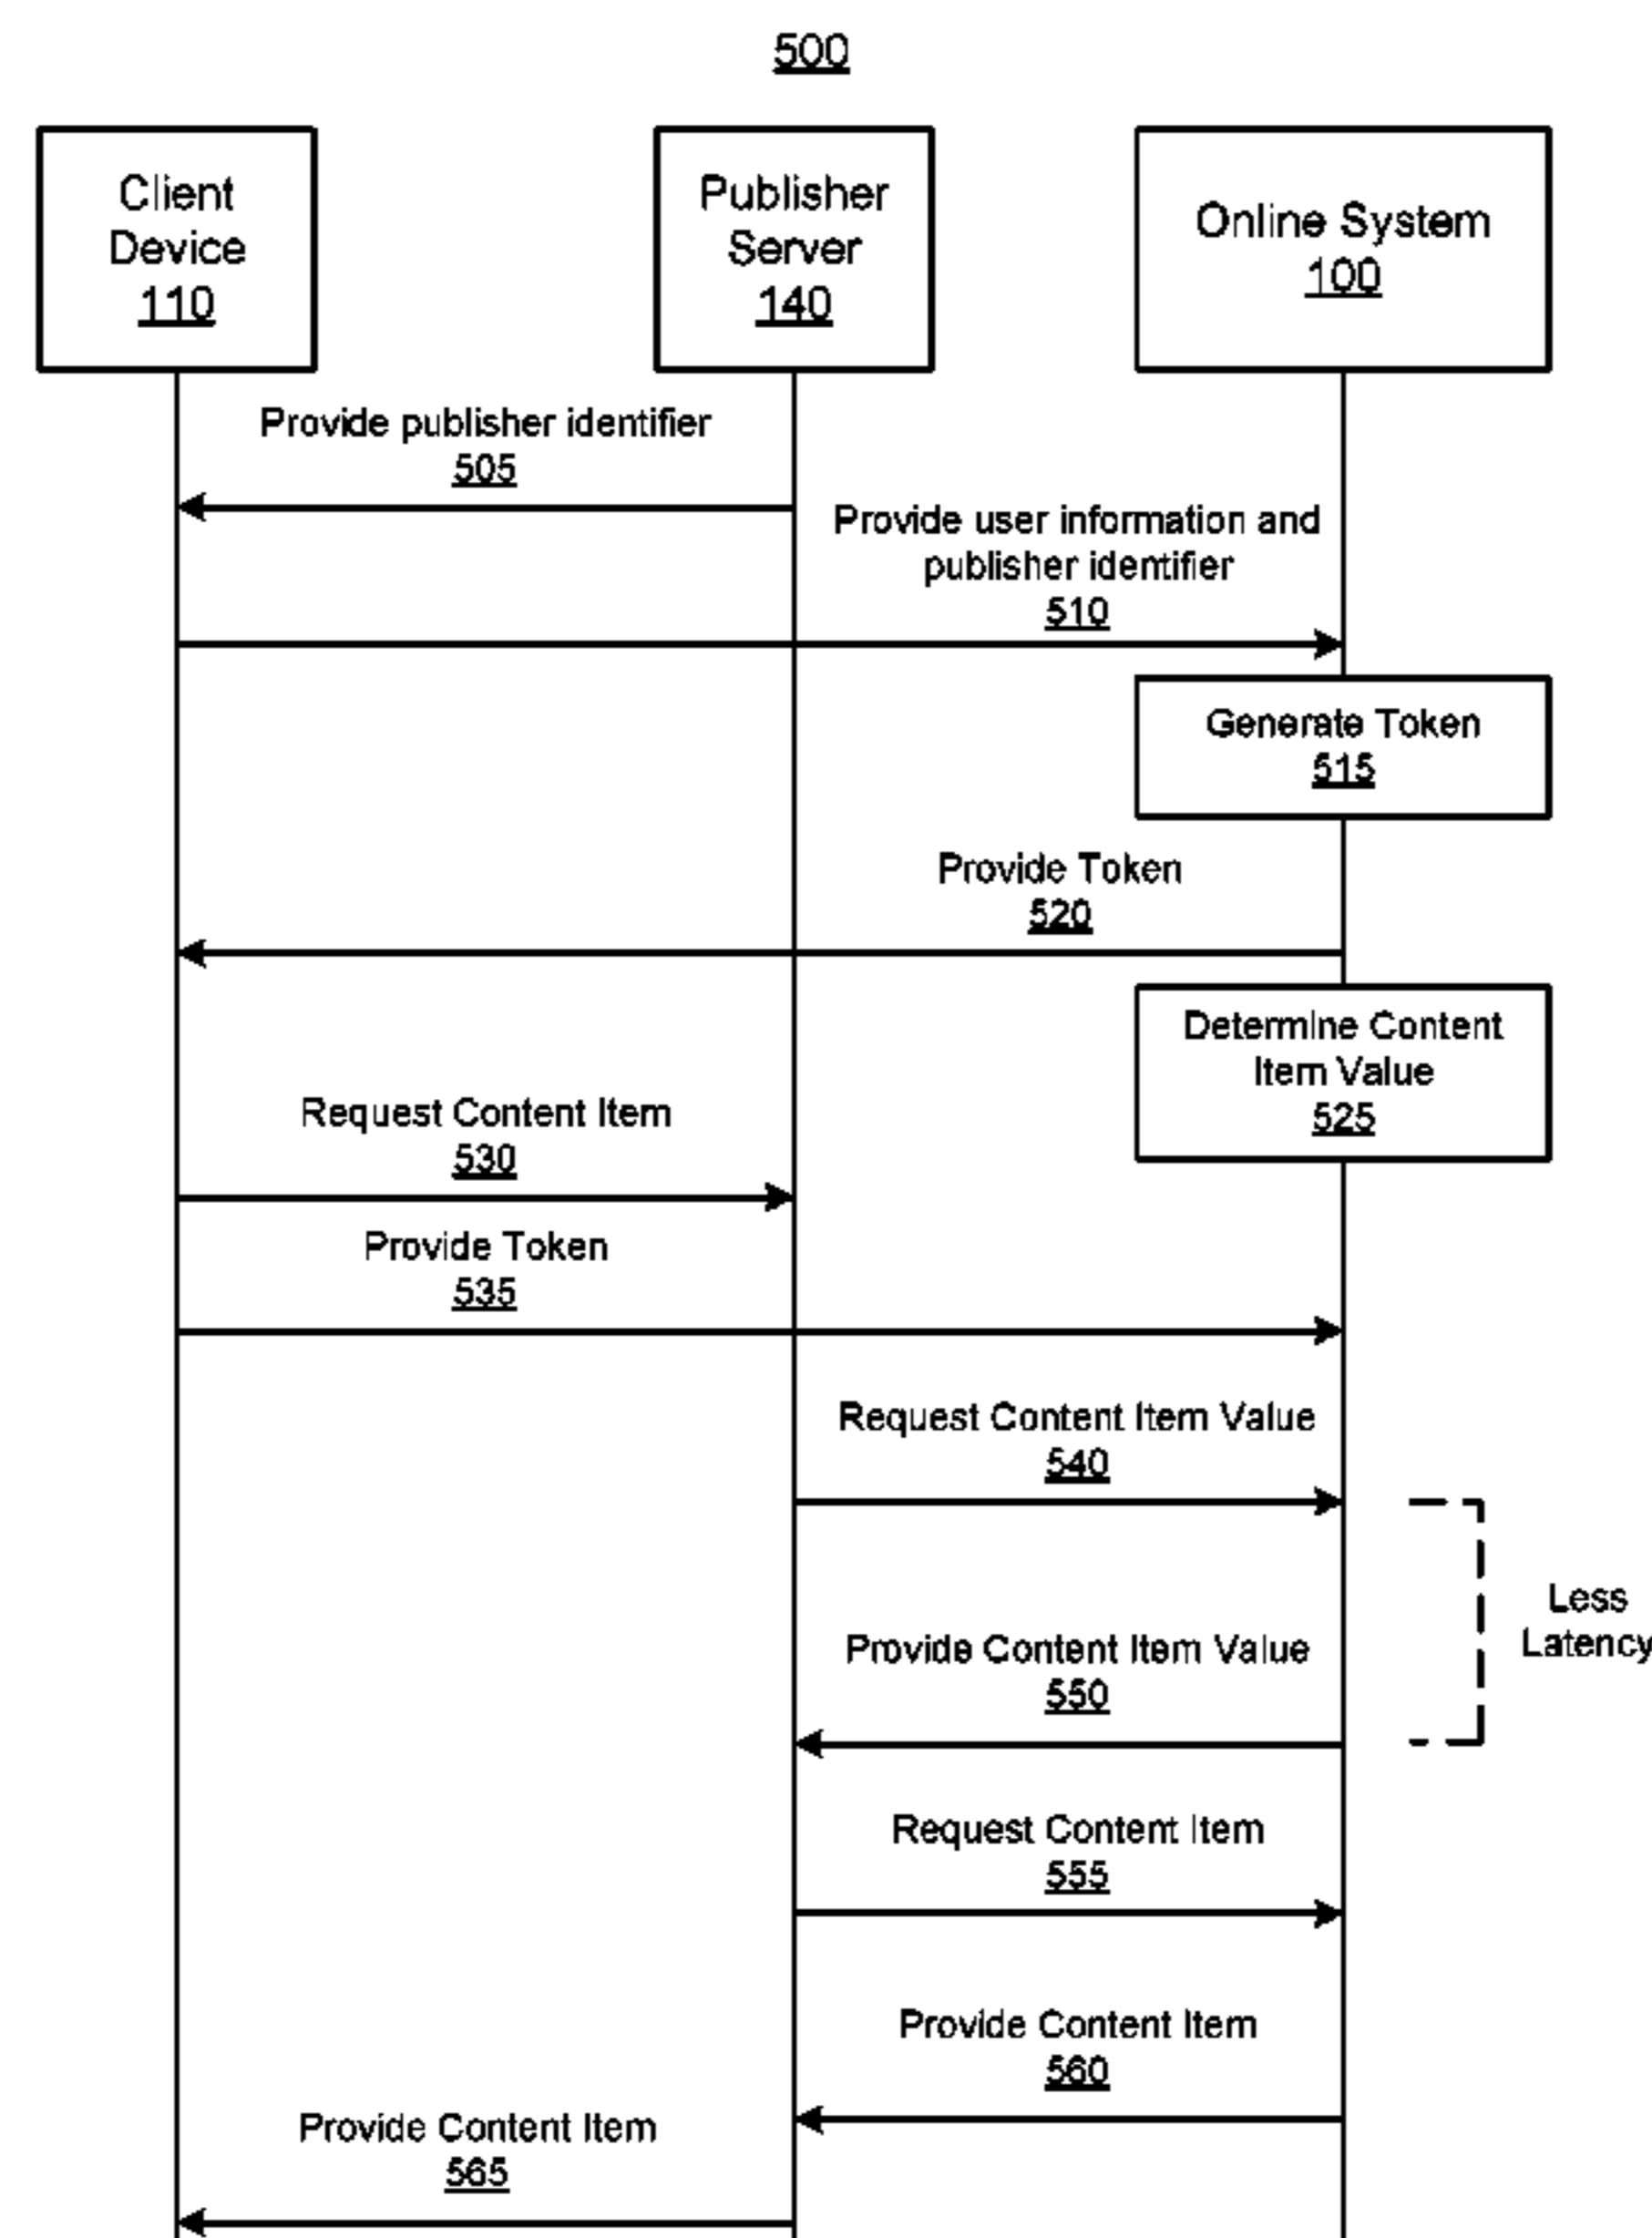 500
Client
Device
110
Publisher
Server
140
Online System
100
Provide publisher identifier
505
Provide user information and
publisher identifier
510
Generate Token
515
Provide Token
520
Determine Content
Item Value
525
Request Content Item
530
Provide Token
535
Request Content Item Value
540
Less
Latency
Provide Content Item Value
550
Request Content Item
555
Provide Content Item
560
Provide Content Item
565